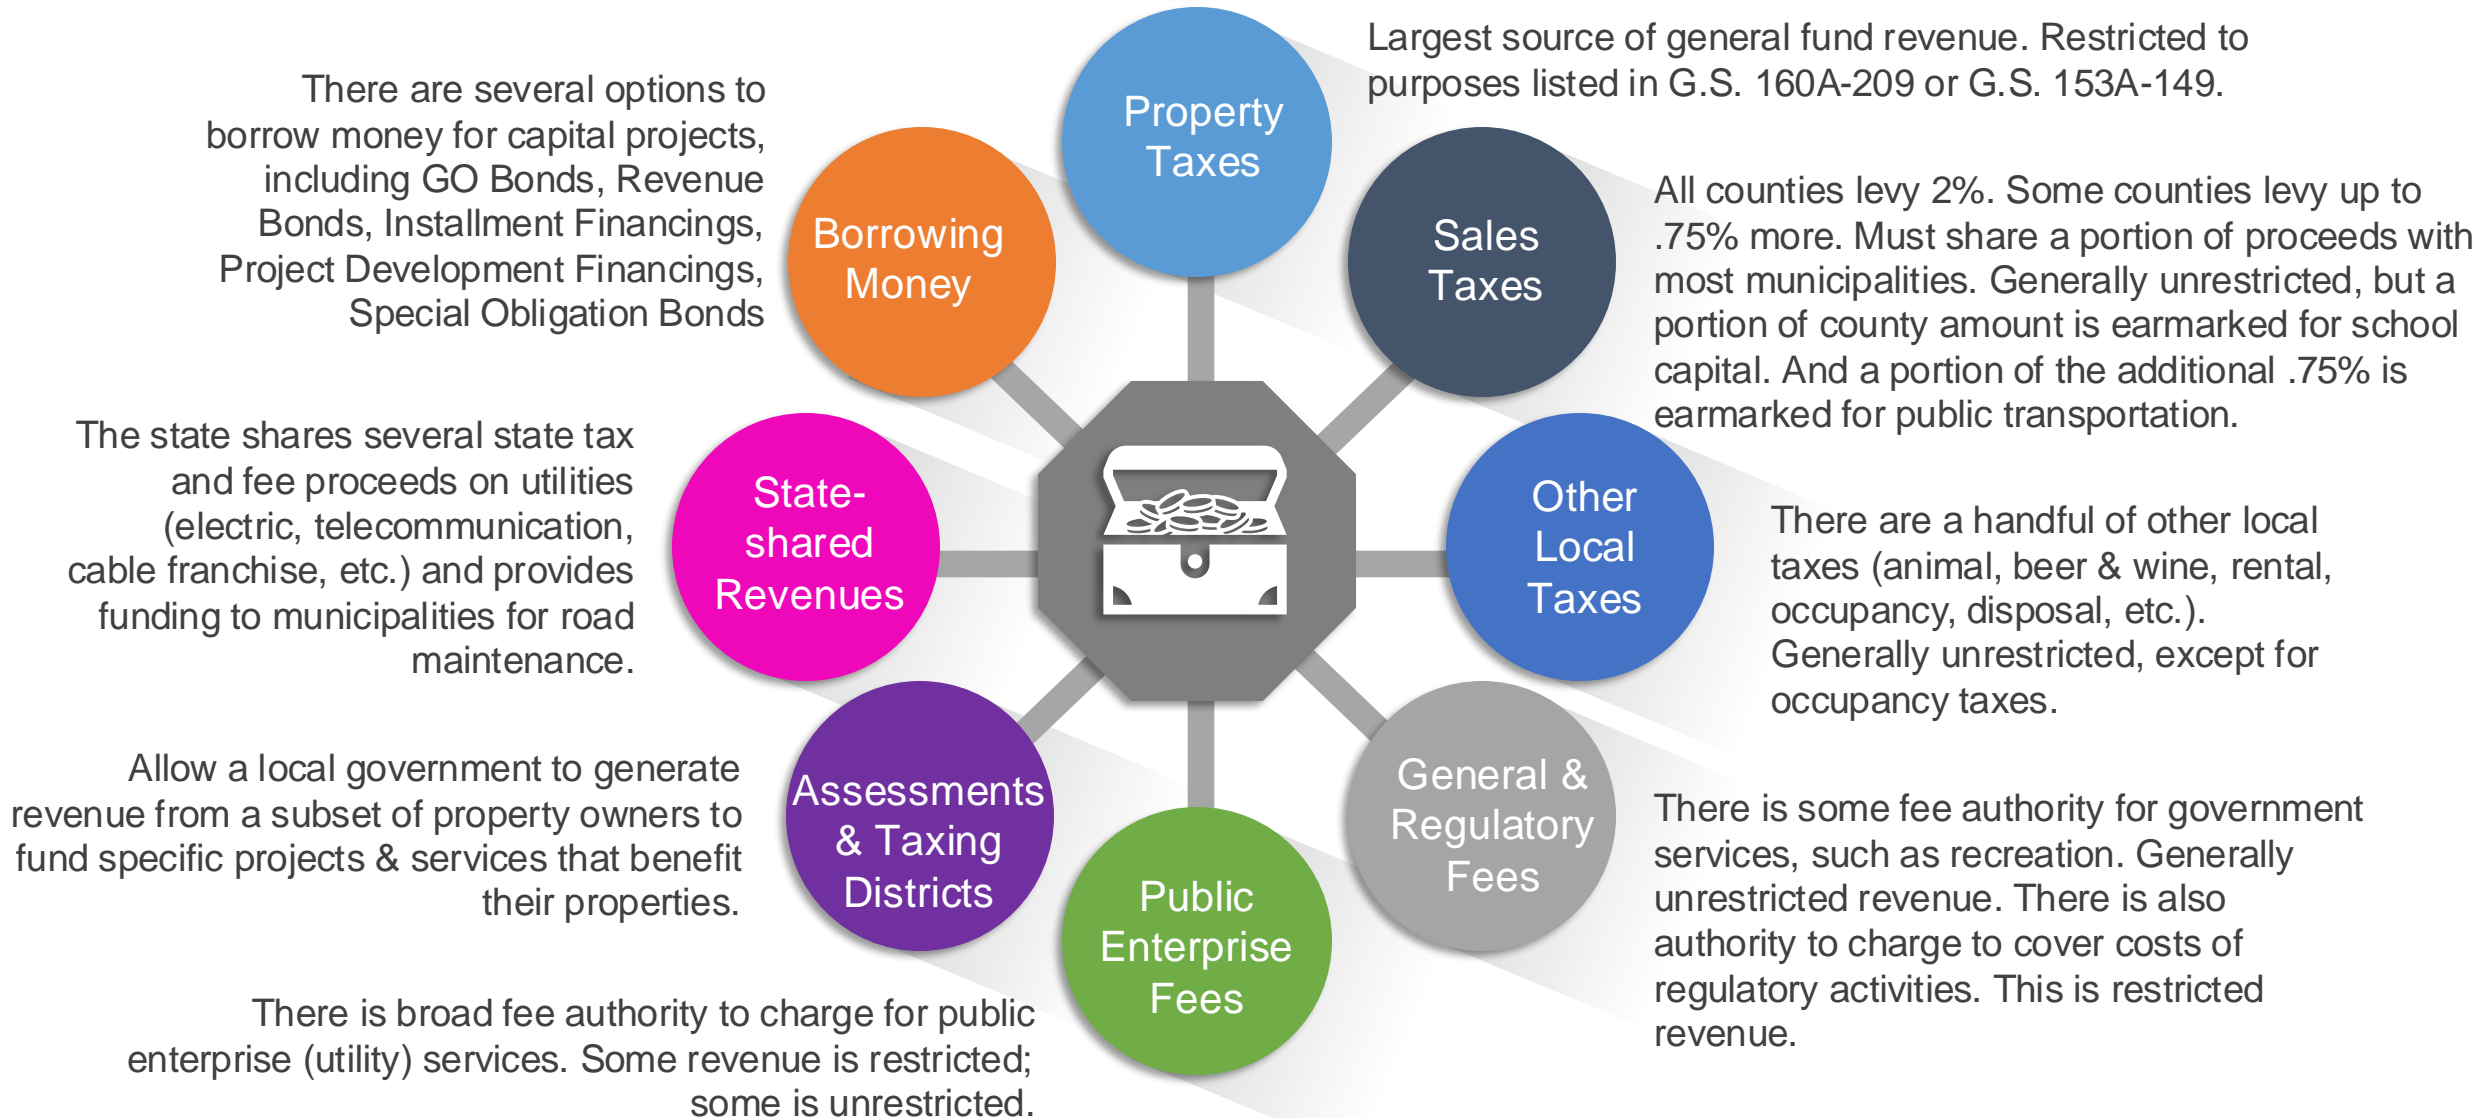 Property
Taxes
Largest source of general fund revenue. Restricted to
purposes listed in G.S. 160A-209 or G.S. 153A-149.
Sales
Taxes
All counties levy 2%. Some counties levy up to
.75% more. Must share a portion of proceeds with
most municipalities. Generally unrestricted, but a
portion of county amount is earmarked for school
capital. And a portion of the additional .75% is
earmarked for public transportation.
Other
Local
Taxes
There are a handful of other local
taxes (animal, beer & wine, rental,
occupancy, disposal, etc.).
Generally unrestricted, except for
occupancy taxes.
General &
Regulatory
Fees
There is some fee authority for government
services, such as recreation. Generally
unrestricted revenue. There is also
authority to charge to cover costs of
regulatory activities. This is restricted
revenue.
Public
Enterprise
Fees
There is broad fee authority to charge for public
enterprise (utility) services. Some revenue is restricted;
some is unrestricted.
Assessments
& Taxing
Districts
Allow a local government to generate
revenue from a subset of property owners to
fund specific projects & services that benefit
their properties.
State-
shared
Revenues
The state shares several state tax
and fee proceeds on utilities
(electric, telecommunication,
cable franchise, etc.) and provides
funding to municipalities for road
maintenance.
Borrowing
Money
There are several options to
borrow money for capital projects,
including GO Bonds, Revenue
Bonds, Installment Financings,
Project Development Financings,
Special Obligation Bonds